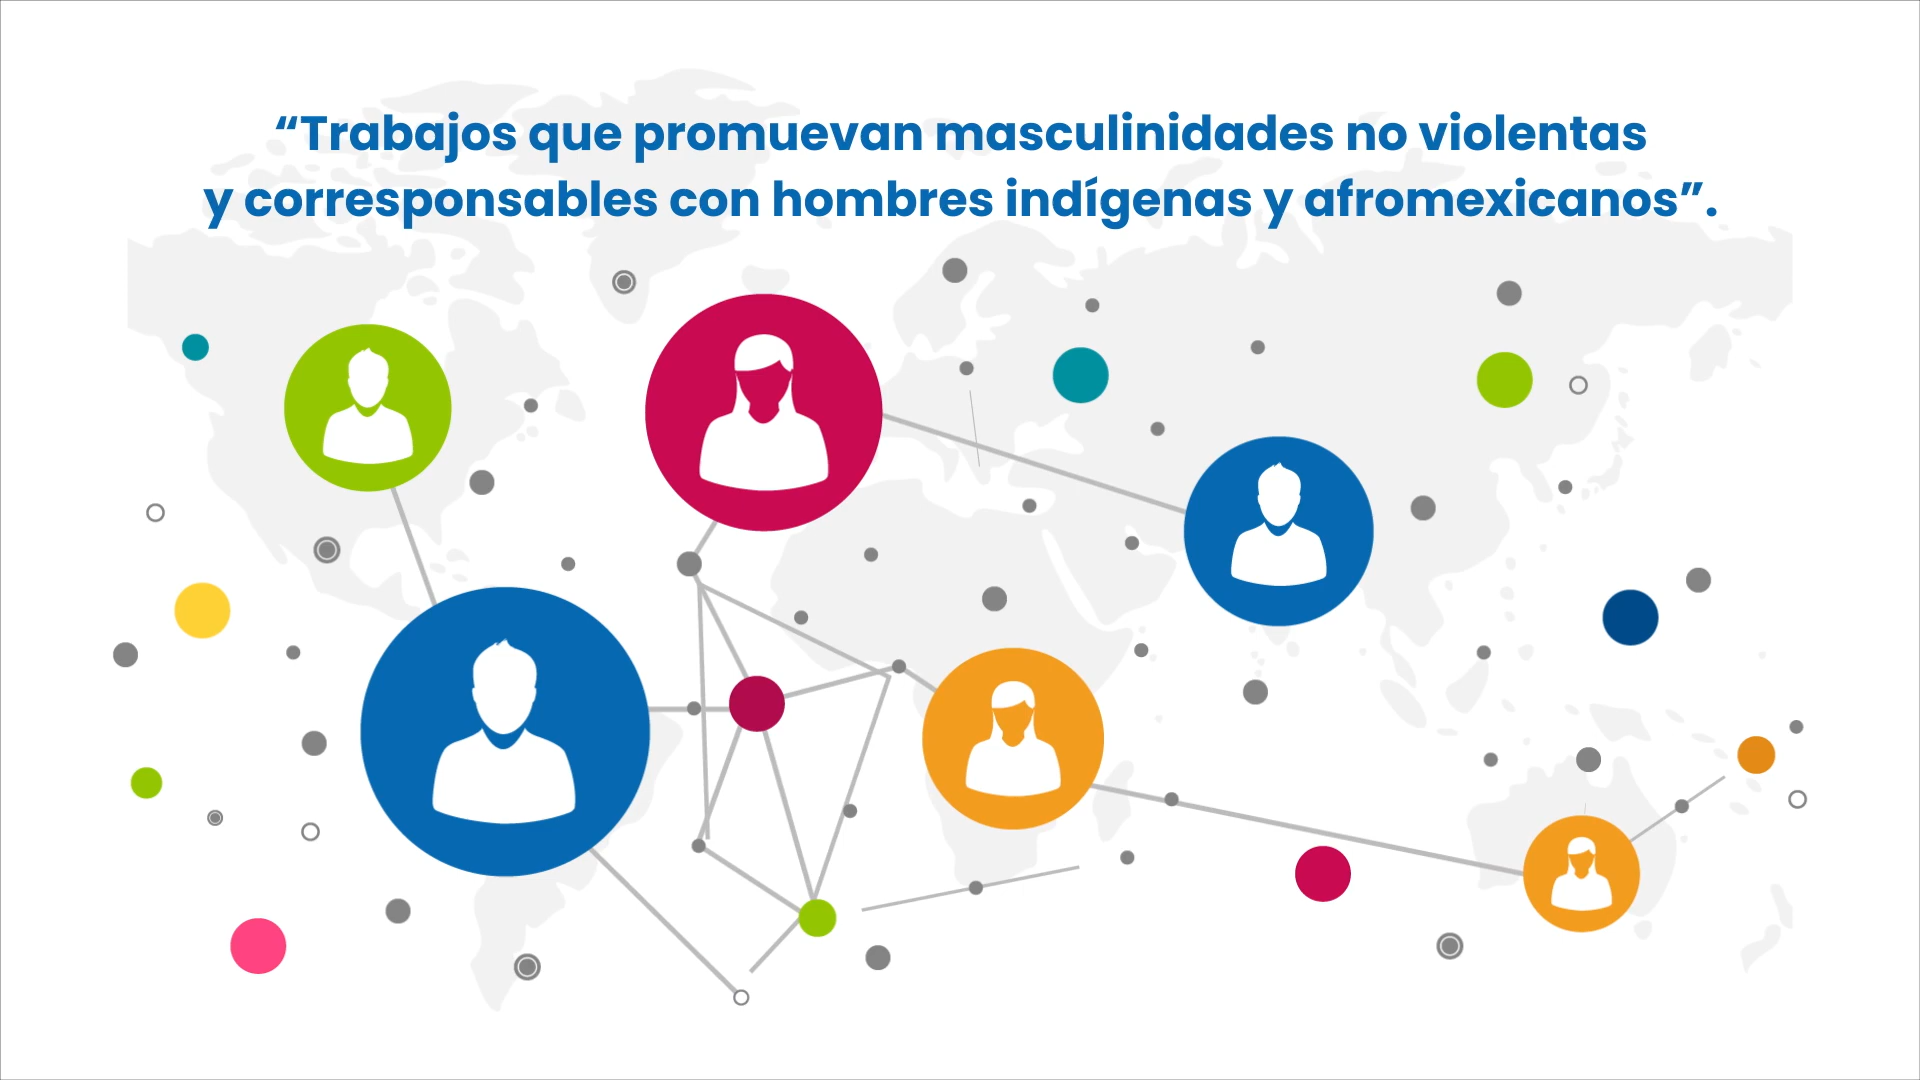 “Trabajos que promuevan masculinidades no violentas
y corresponsables con hombres indígenas y afromexicanos”.